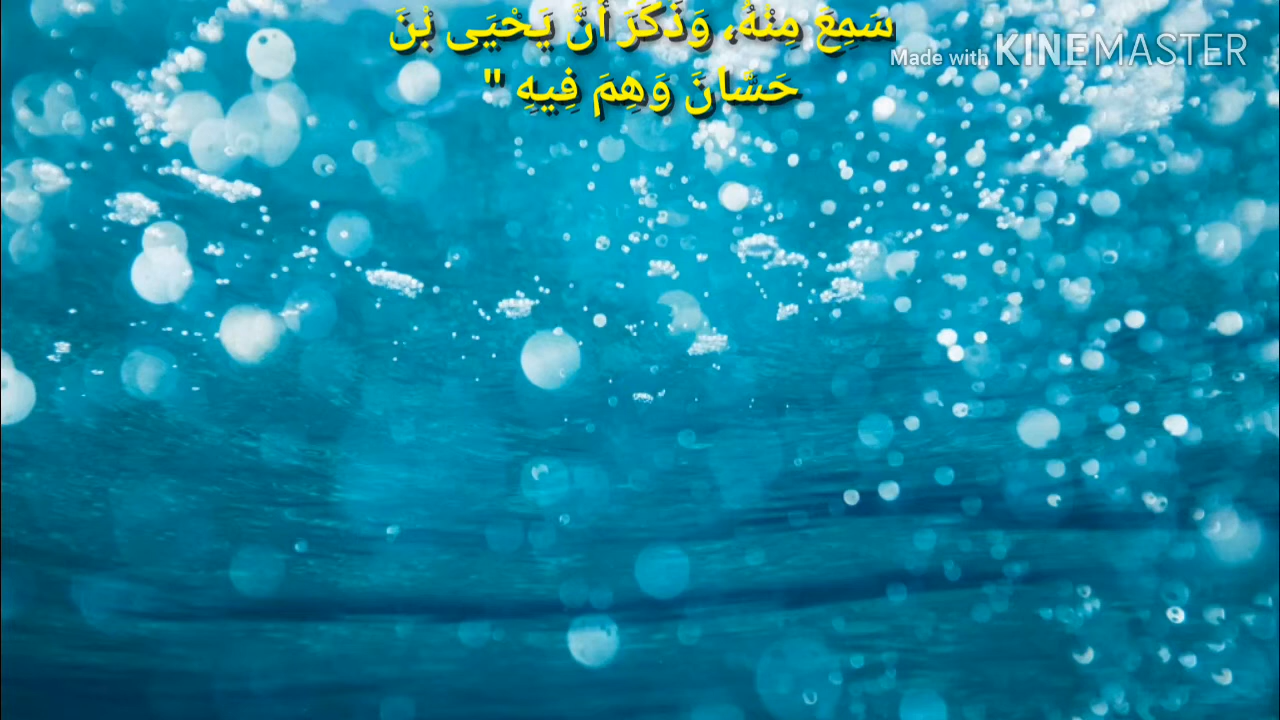 سَمِعَ مِنْهُ، وَذَكَرَ أَنَّ يَحْيَى بْنَ
حَسَّانَ وَهِمَ فِيهِ "
Made with KINEMASTER